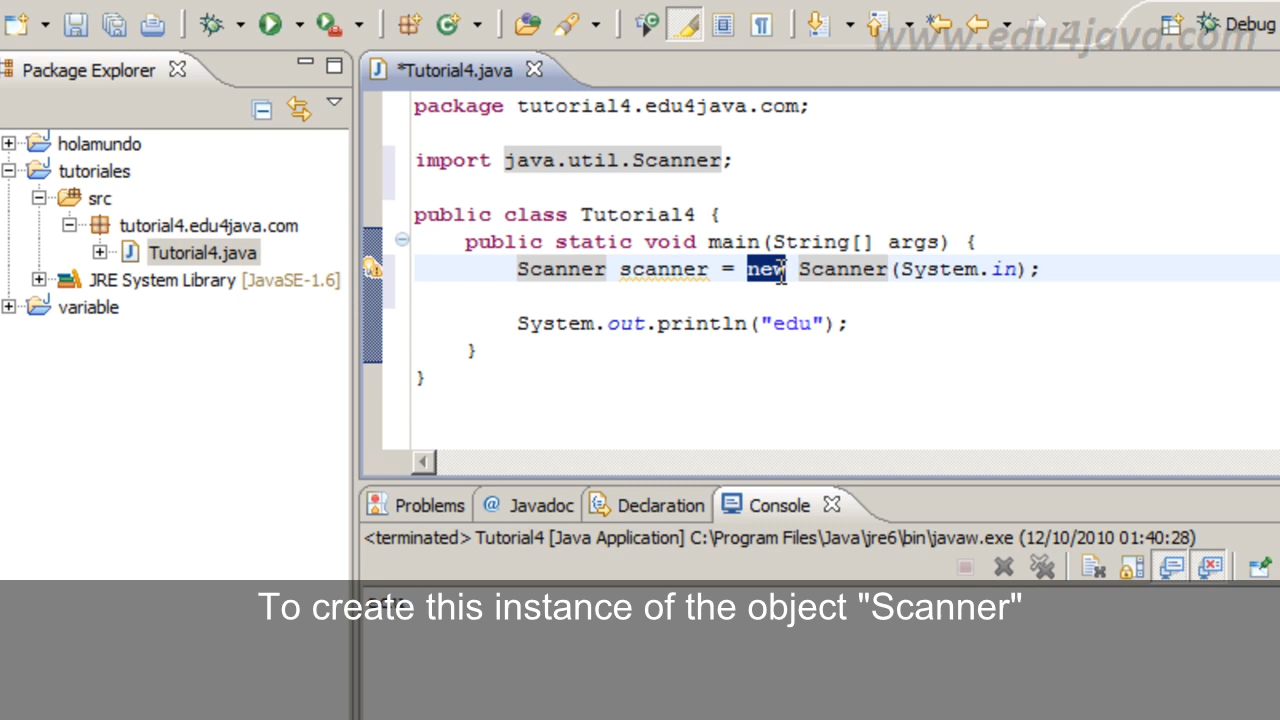 www.edu4java.com
Debug
Package Explorer
*Tutorial4.java
holamundo
tutoriales
src
tutorial4.edu4java.com
Tutorial4.java
JRE System Library [JavaSE-1.6]
variable
package tutorial4.edu4java.com;
import java.util.Scanner;
public class Tutorial4 {
public static void main(String[] args) {
Scanner scanner = new Scanner(System.in);
System.out.println("edu");
}
}
Problems @ Javadoc Declaration Console
<terminated> Tutorial4 [Java Application] C:\Program Files\Java\jre6\bin\javaw.exe (12/10/2010 01:40:28)
To create this instance of the object "Scanner"